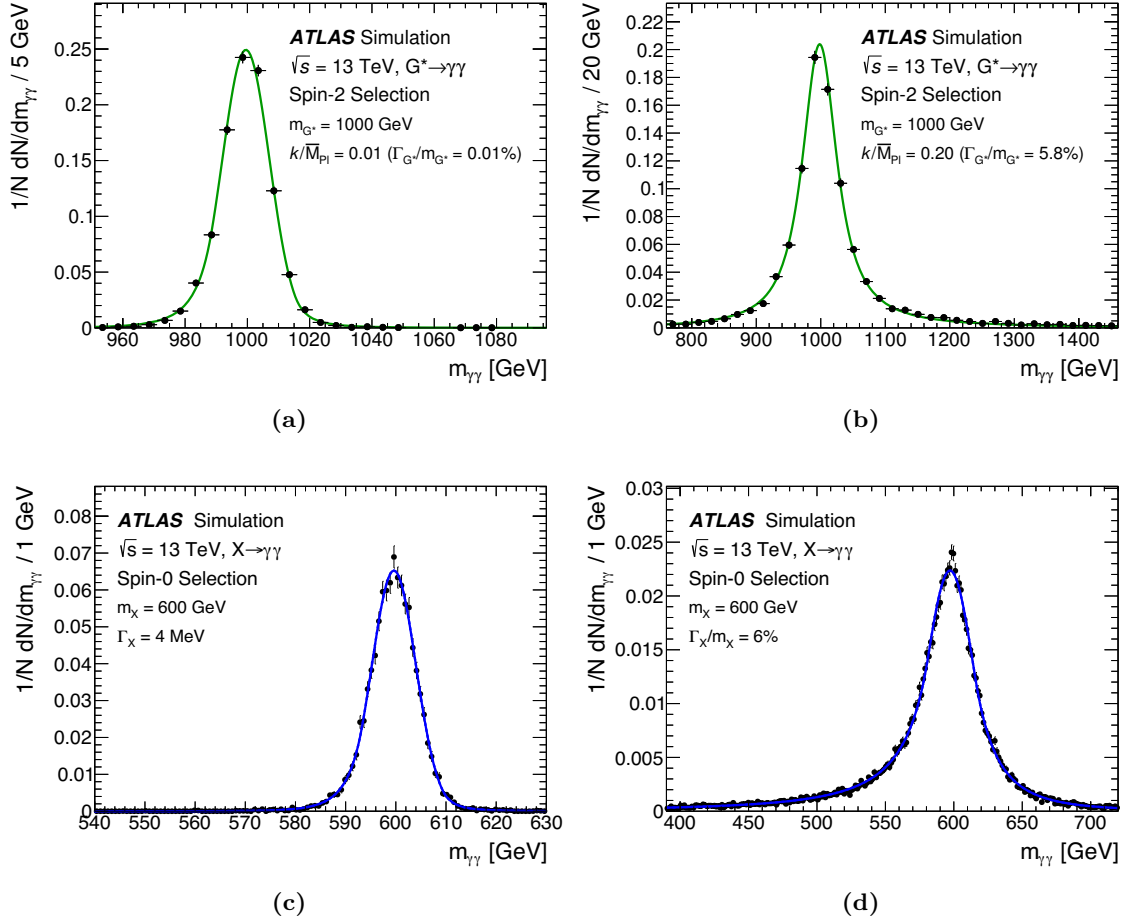 1/N dN/dm_γγ / 5 GeV
0.25
0.2
0.15
0.1
0.05
0
ATLAS Simulation
√s = 13 TeV, G*→γγ
Spin-2 Selection
m_G* = 1000 GeV
k/M̅_Pl = 0.01 (Γ_G*/m_G* = 0.01%)
960 980 1000 1020 1040 1060 1080
m_γγ [GeV]
(a)
1/N dN/dm_γγ / 20 GeV
0.22
0.2
0.18
0.16
0.14
0.12
0.1
0.08
0.06
0.04
0.02
0
ATLAS Simulation
√s = 13 TeV, G*→γγ
Spin-2 Selection
m_G* = 1000 GeV
k/M̅_Pl = 0.20 (Γ_G*/m_G* = 5.8%)
800 900 1000 1100 1200 1300 1400
m_γγ [GeV]
(b)
1/N dN/dm_γγ / 1 GeV
0.08
0.07
0.06
0.05
0.04
0.03
0.02
0.01
0
ATLAS Simulation
√s = 13 TeV, X→γγ
Spin-0 Selection
m_X = 600 GeV
Γ_X = 4 MeV
540 550 560 570 580 590 600 610 620 630
m_γγ [GeV]
(c)
1/N dN/dm_γγ / 1 GeV
0.03
0.025
0.02
0.015
0.01
0.005
0
ATLAS Simulation
√s = 13 TeV, X→γγ
Spin-0 Selection
m_X = 600 GeV
Γ_X/m_X = 6%
400 450 500 550 600 650 700
m_γγ [GeV]
(d)